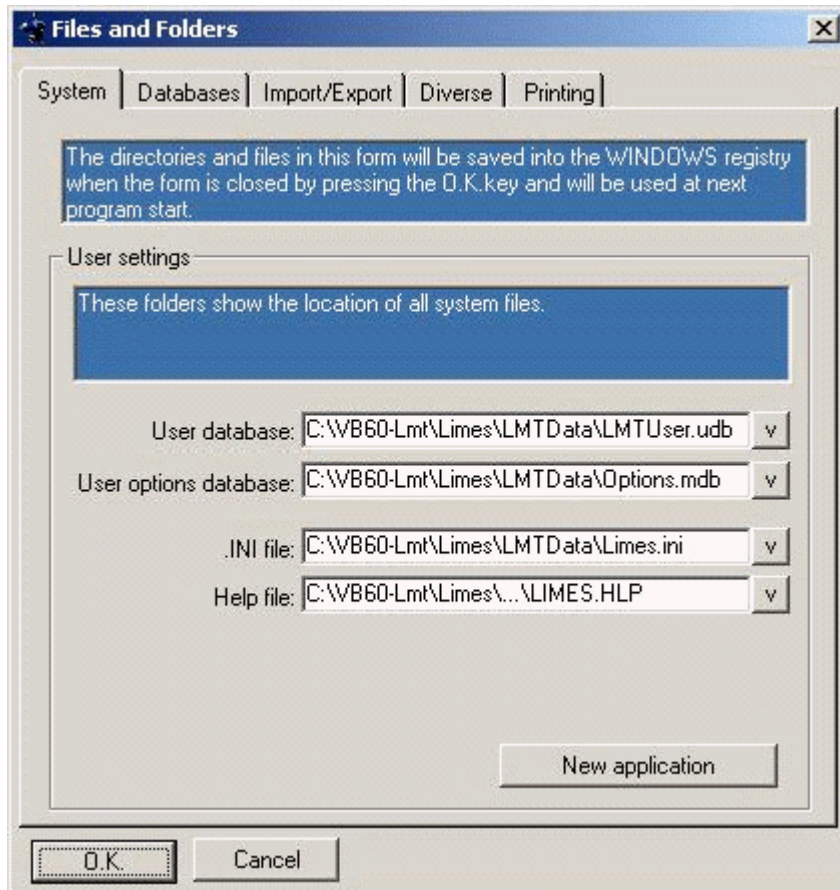 Files and Folders
System Databases Import/Export Diverse Printing
The directories and files in this form will be saved into the WINDOWS registry
when the form is closed by pressing the O.K.key and will be used at next
program start.
User settings
These folders show the location of all system files.
User database: C:\VB60-Lmt\Limes\LMTData\LMTUser.udb v
User options database: C:\VB60-Lmt\Limes\LMTData\Options.mdb v
.INI file: C:\VB60-Lmt\Limes\LMTData\Limes.ini v
Help file: C:\VB60-Lmt\Limes\...\LIMES.HLP v
New application
O.K. Cancel